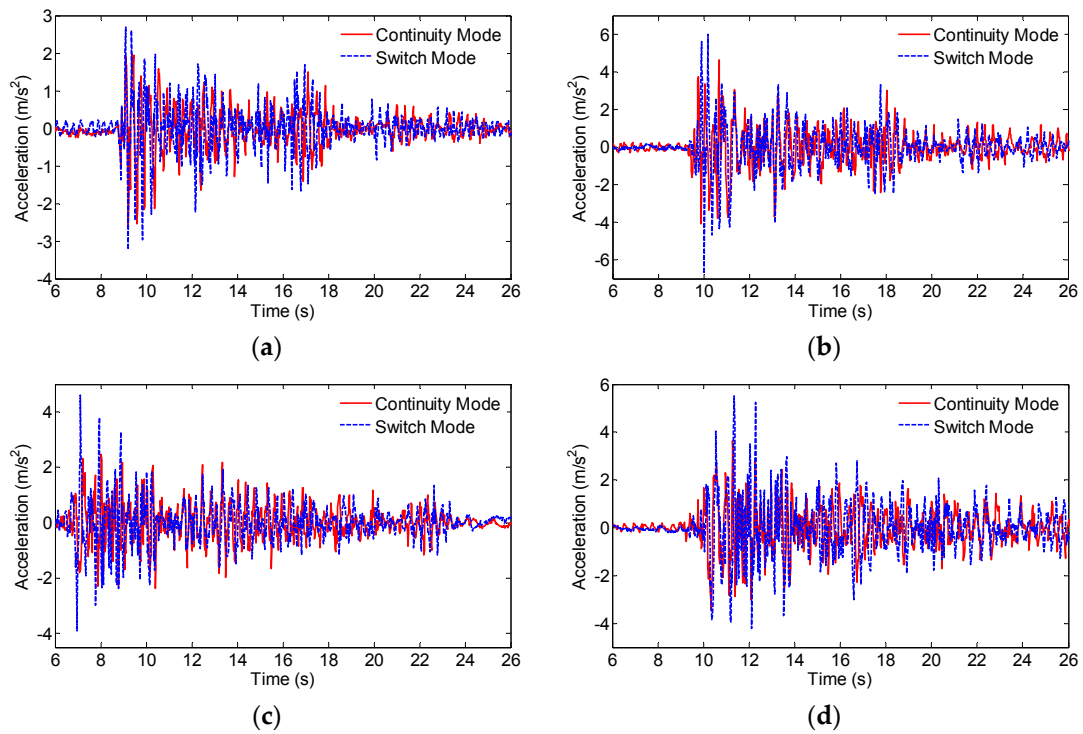 Continuity Mode
Switch Mode
Acceleration (m/s²)
3
2
1
0
-1
-2
-3
-4
6 8 10 12 14 16 18 20 22 24 26
Time (s)
(a)
Continuity Mode
Switch Mode
Acceleration (m/s²)
6
4
2
0
-2
-4
-6
6 8 10 12 14 16 18 20 22 24 26
Time (s)
(b)
Continuity Mode
Switch Mode
Acceleration (m/s²)
4
2
0
-2
-4
6 8 10 12 14 16 18 20 22 24 26
Time (s)
(c)
Continuity Mode
Switch Mode
Acceleration (m/s²)
6
4
2
0
-2
-4
6 8 10 12 14 16 18 20 22 24 26
Time (s)
(d)